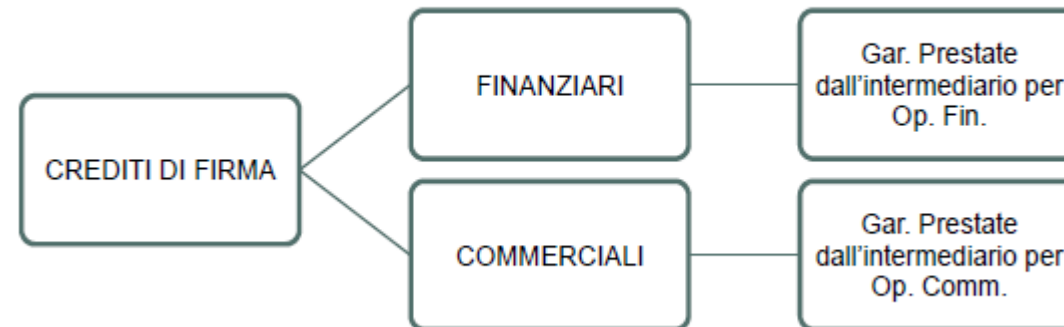 CREDITI DI FIRMA
FINANZIARI
Gar. Prestate
dall'intermediario per
Op. Fin.
COMMERCIALI
Gar. Prestate
dall'intermediario per
Op. Comm.